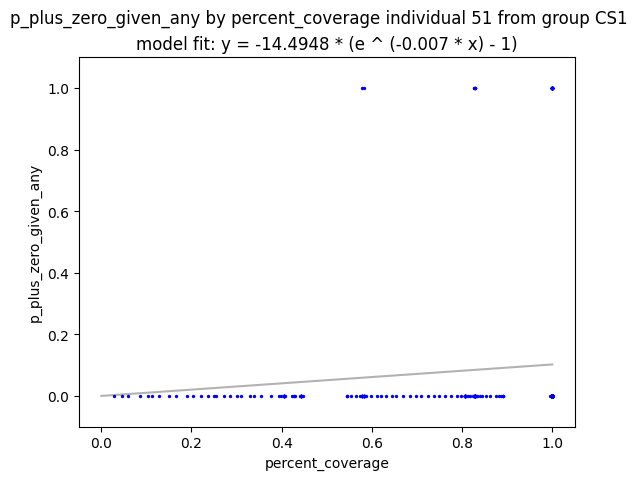 p_plus_zero_given_any by percent_coverage individual 51 from group CS1
model fit: y = -14.4948 * (e ^ (-0.007 * x) - 1)
1.0
0.8
0.6
0.4
0.2
0.0
p_plus_zero_given_any
0.0 0.2 0.4 0.6 0.8 1.0
percent_coverage